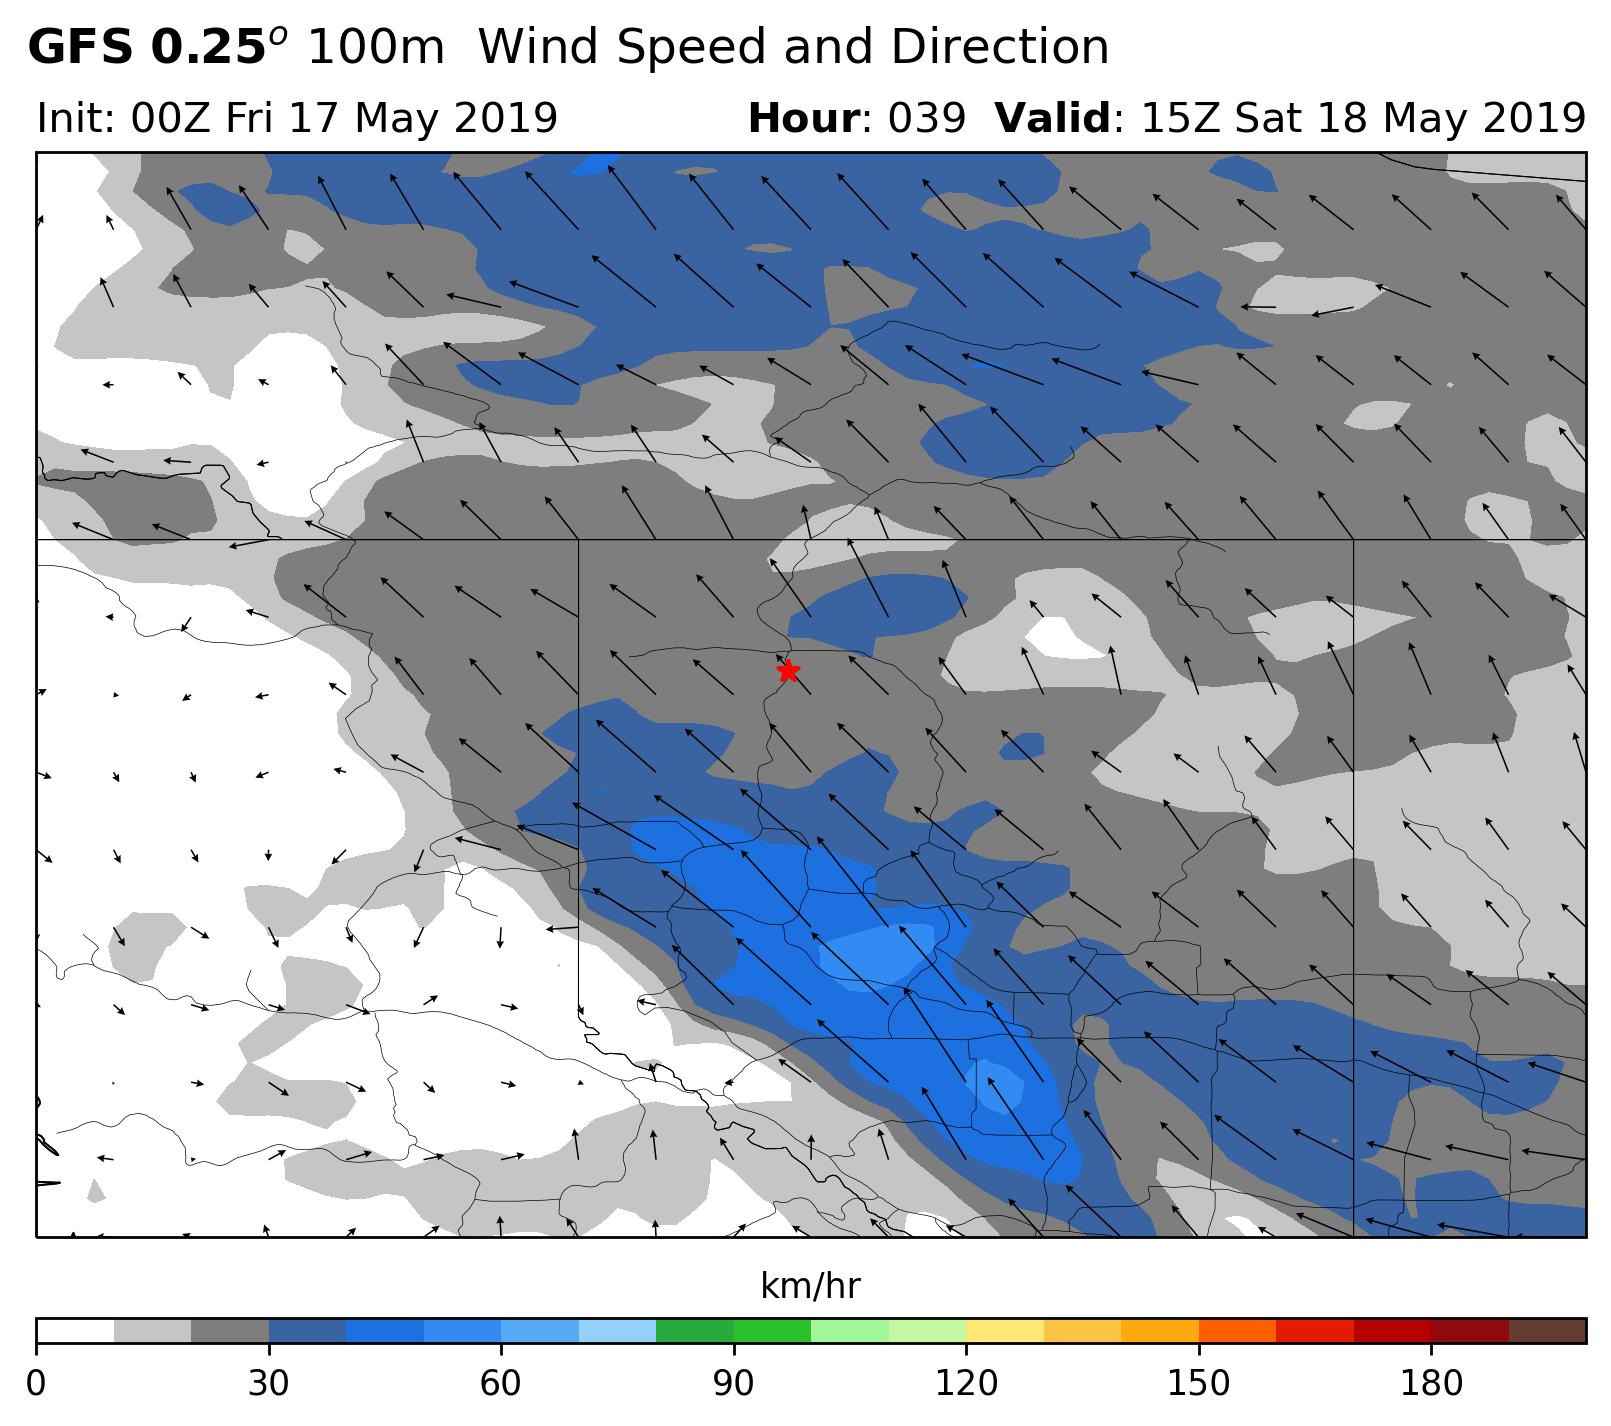 GFS 0.25° 100m Wind Speed and Direction
Init: 00Z Fri 17 May 2019 Hour: 039 Valid: 15Z Sat 18 May 2019
km/hr
0 30 60 90 120 150 180